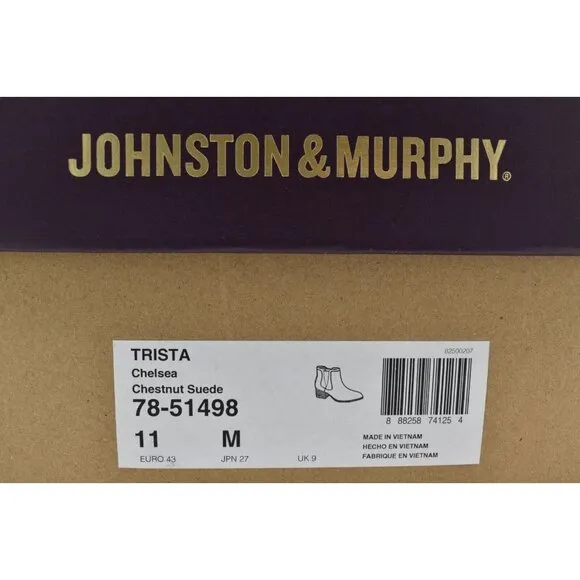 JOHNSTON & MURPHY®
TRISTA
Chelsea
Chestnut Suede
78-51498
11 M
EURO 43 JPN 27 UK 9
82500207
8 88258 74125 4
MADE IN VIETNAM
HECHO EN VIETNAM
FABRIQUE EN VIETNAM